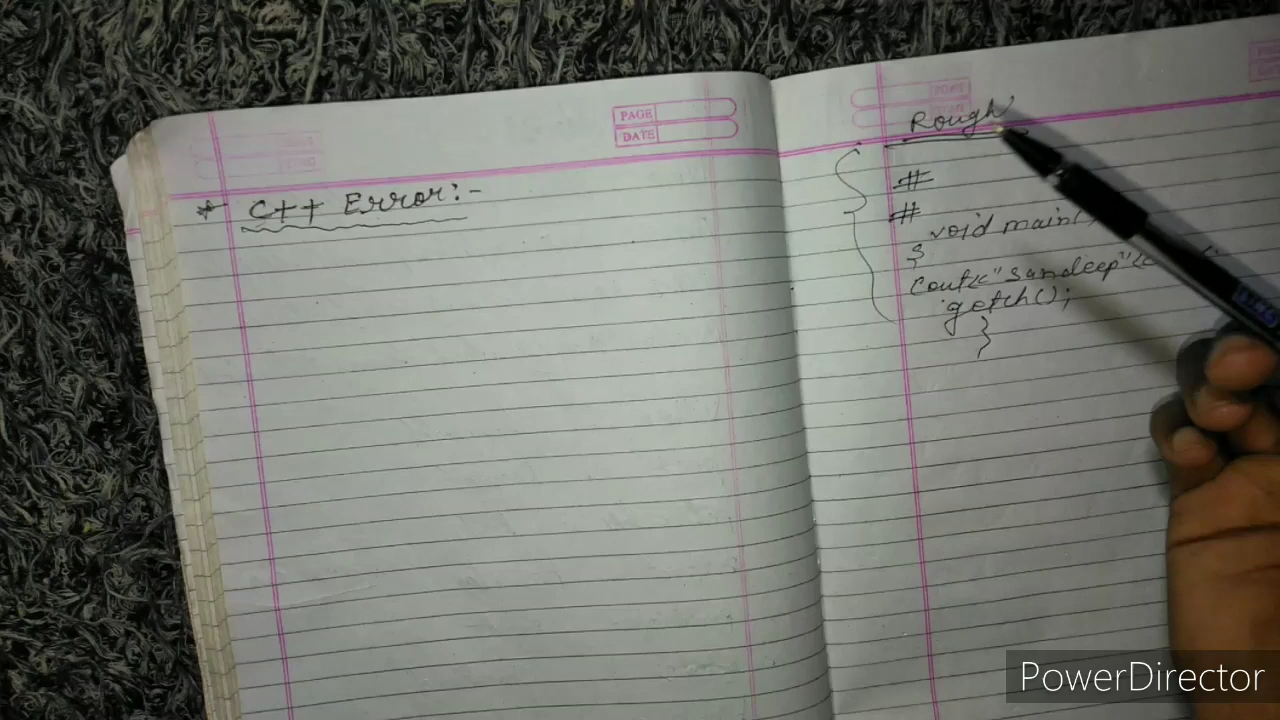 PAGE
DATE
* C++ Error:-
Rough
#
#
void main(
{
cout<<"sandeep"<<
getch();
}
PowerDirector